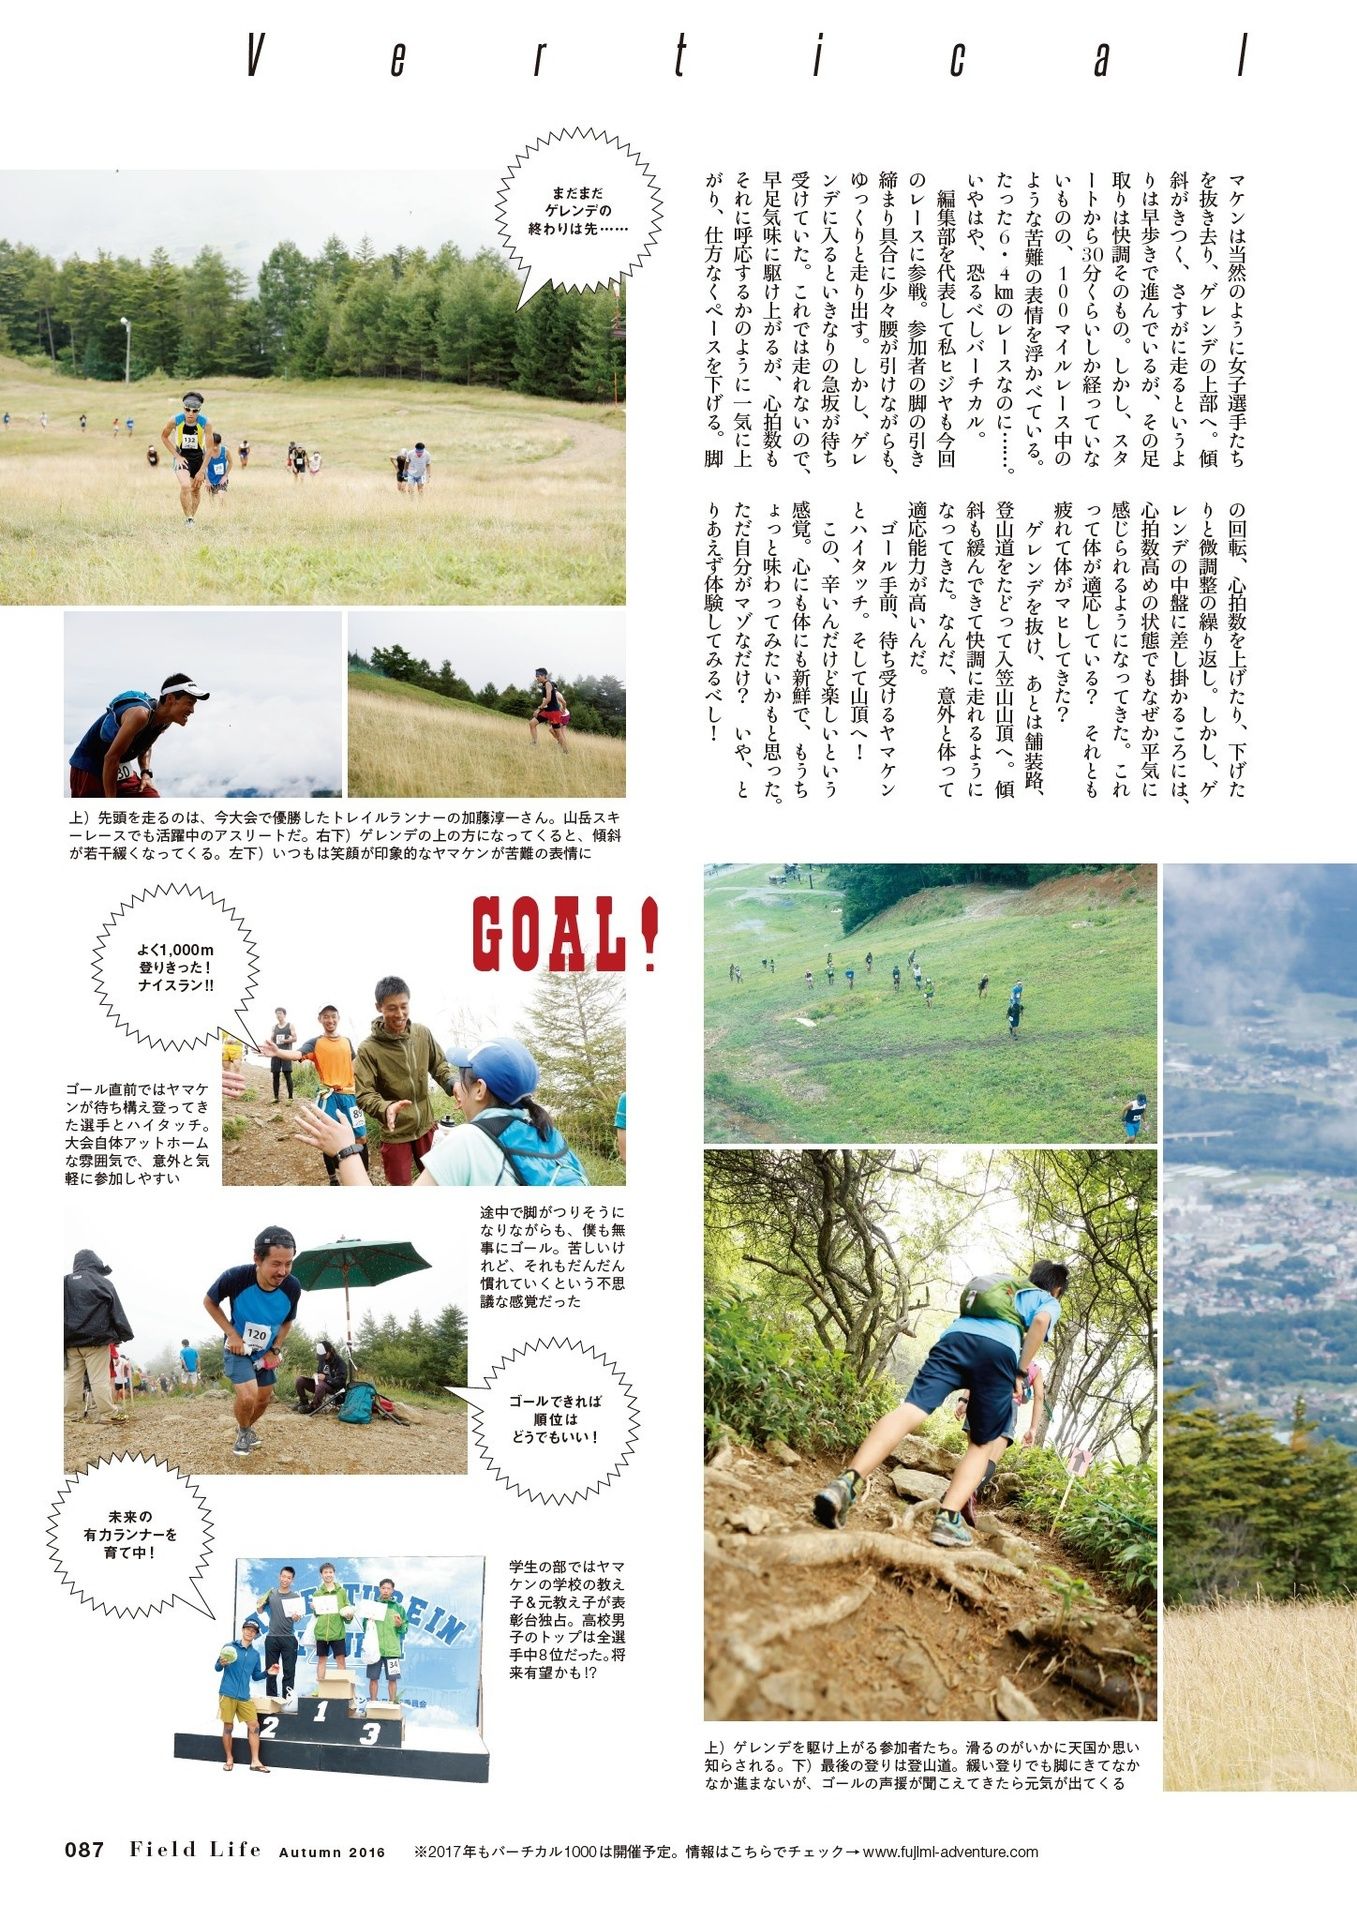 Vertical
マケンは当然のように女子選手たち
を抜き去り、ゲレンデの上部へ。傾
斜がきつく、さすがに走るというよ
りは早歩きで進んでいるが、その足
取りは快調そのもの。しかし、スタ
ートから30分くらいしか経っていな
いものの、100マイルレース中の
ような苦難の表情を浮かべている。
たった6・4㎞のレースなのに……。
いやはや、恐るべしバーチカル。
編集部を代表して私ヒジヤも今回
のレースに参戦。参加者の脚の引き
締まり具合に少々腰が引けながらも、
ゆっくりと走り出す。しかし、ゲレ
ンデに入るといきなりの急坂が待ち
受けていた。これでは走れないので、
早足気味に駆け上がるが、心拍数も
それに呼応するかのように一気に上
がり、仕方なくペースを下げる。脚
の回転、心拍数を上げたり、下げた
りと微調整の繰り返し。しかし、ゲ
レンデの中盤に差し掛かるころには、
心拍数高めの状態でもなぜか平気に
感じられるようになってきた。これ
って体が適応している？ それとも
疲れて体がマヒしてきた？
ゲレンデを抜け、あとは舗装路、
登山道をたどって入笠山山頂へ。傾
斜も緩んできて快調に走れるように
なってきた。なんだ、意外と体って
適応能力が高いんだ。
ゴール手前、待ち受けるヤマケン
とハイタッチ。そして山頂へ！
この、辛いんだけど楽しいという
感覚。心にも体にも新鮮で、もうち
ょっと味わってみたいかもと思った。
ただ自分がマゾなだけ？ いや、と
りあえず体験してみるべし！
まだまだ
ゲレンデの
終わりは先……
132
30
上）先頭を走るのは、今大会で優勝したトレイルランナーの加藤淳一さん。山岳スキ
ーレースでも活躍中のアスリートだ。右下）ゲレンデの上の方になってくると、傾斜
が若干緩くなってくる。左下）いつもは笑顔が印象的なヤマケンが苦難の表情に
GOAL!
よく1,000m
登りきった！
ナイスラン!!
89
ゴール直前ではヤマケ
ンが待ち構え登ってき
た選手とハイタッチ。
大会自体アットホーム
な雰囲気で、意外と気
軽に参加しやすい
途中で脚がつりそうに
なりながらも、僕も無
事にゴール。苦しいけ
れど、それもだんだん
慣れていくという不思
議な感覚だった
120
ゴールできれば
順位は
どうでもいい！
未来の
有力ランナーを
育て中！
34
2 1 3
学生の部ではヤマ
ケンの学校の教え
子＆元教え子が表
彰台独占。高校男
子のトップは全選
手中8位だった。将
来有望かも!?
上）ゲレンデを駆け上がる参加者たち。滑るのがいかに天国か思い
知らされる。下）最後の登りは登山道。緩い登りでも脚にきてなか
なか進まないが、ゴールの声援が聞こえてきたら元気が出てくる
087 Field Life Autumn 2016 ※2017年もバーチカル1000は開催予定。情報はこちらでチェック→ www.fujimi-adventure.com